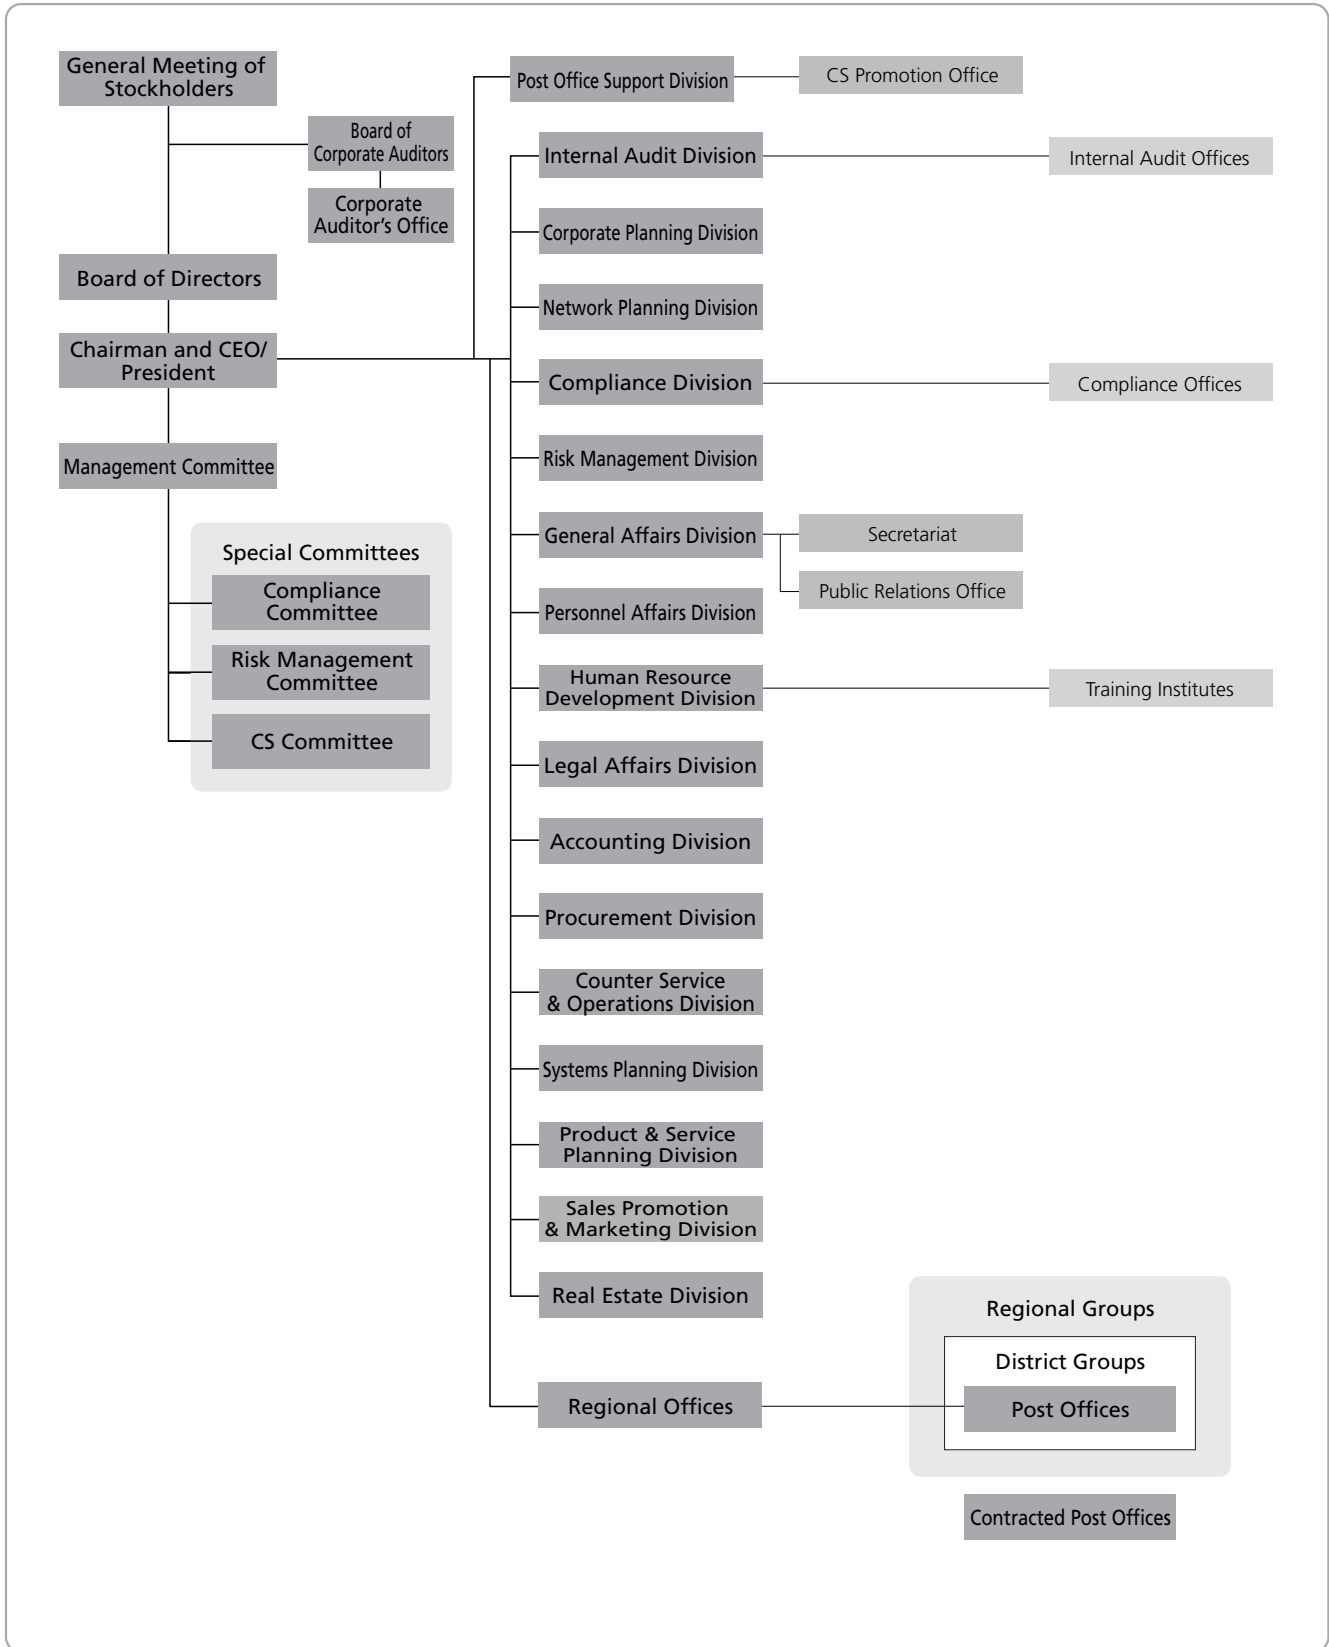 General Meeting of
Stockholders
Board of
Corporate Auditors
Corporate
Auditor's Office
Board of Directors
Chairman and CEO/
President
Management Committee
Special Committees
Compliance
Committee
Risk Management
Committee
CS Committee
Post Office Support Division
CS Promotion Office
Internal Audit Division
Internal Audit Offices
Corporate Planning Division
Network Planning Division
Compliance Division
Compliance Offices
Risk Management Division
General Affairs Division
Secretariat
Public Relations Office
Personnel Affairs Division
Human Resource
Development Division
Training Institutes
Legal Affairs Division
Accounting Division
Procurement Division
Counter Service
& Operations Division
Systems Planning Division
Product & Service
Planning Division
Sales Promotion
& Marketing Division
Real Estate Division
Regional Offices
Regional Groups
District Groups
Post Offices
Contracted Post Offices